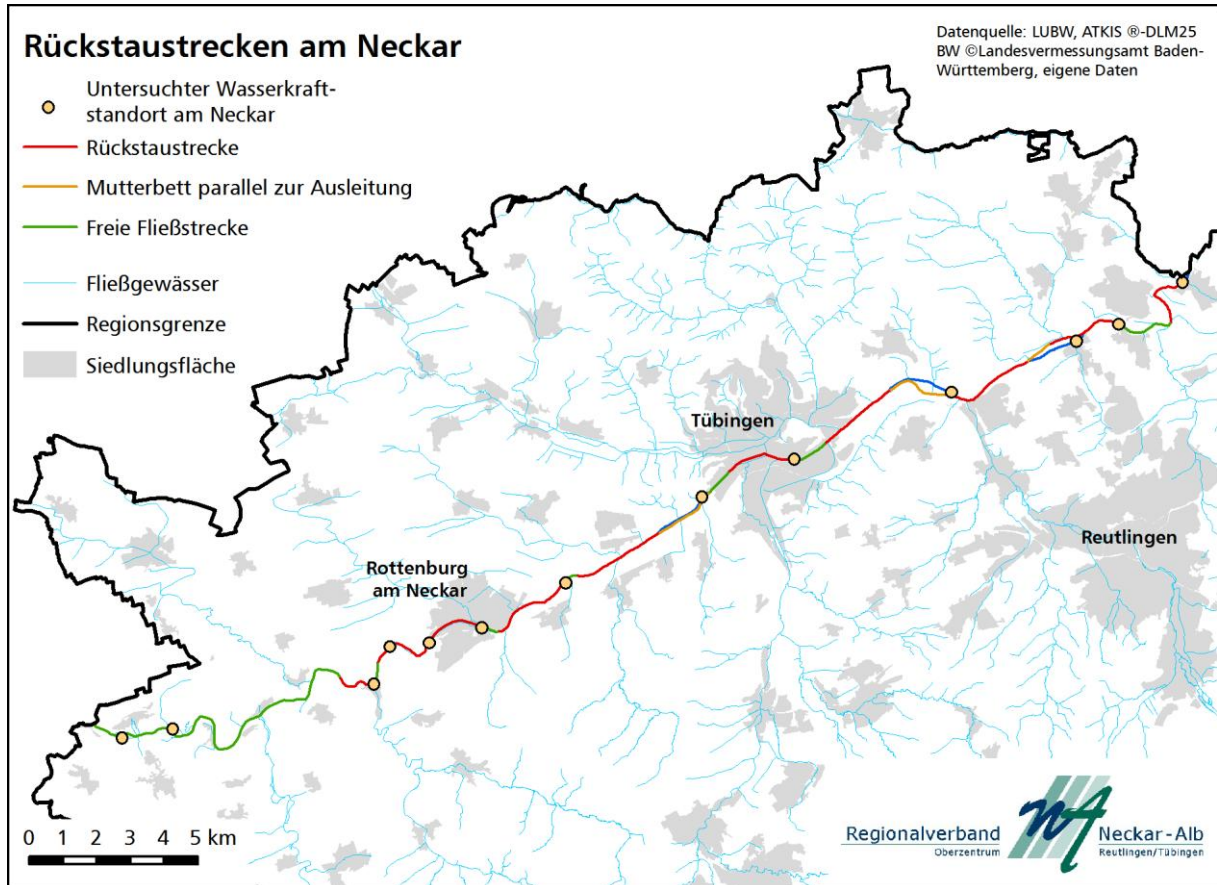 Rückstaustrecken am Neckar
Datenquelle: LUBW, ATKIS ®-DLM25
BW ©Landesvermessungsamt Baden-
Württemberg, eigene Daten
Untersuchter Wasserkraft-
standort am Neckar
Rückstaustrecke
Mutterbett parallel zur Ausleitung
Freie Fließstrecke
Fließgewässer
Regionsgrenze
Siedlungsfläche
Tübingen
Reutlingen
Rottenburg
am Neckar
0 1 2 3 4 5 km
Regionalverband Neckar-Alb
Oberzentrum Reutlingen/Tübingen